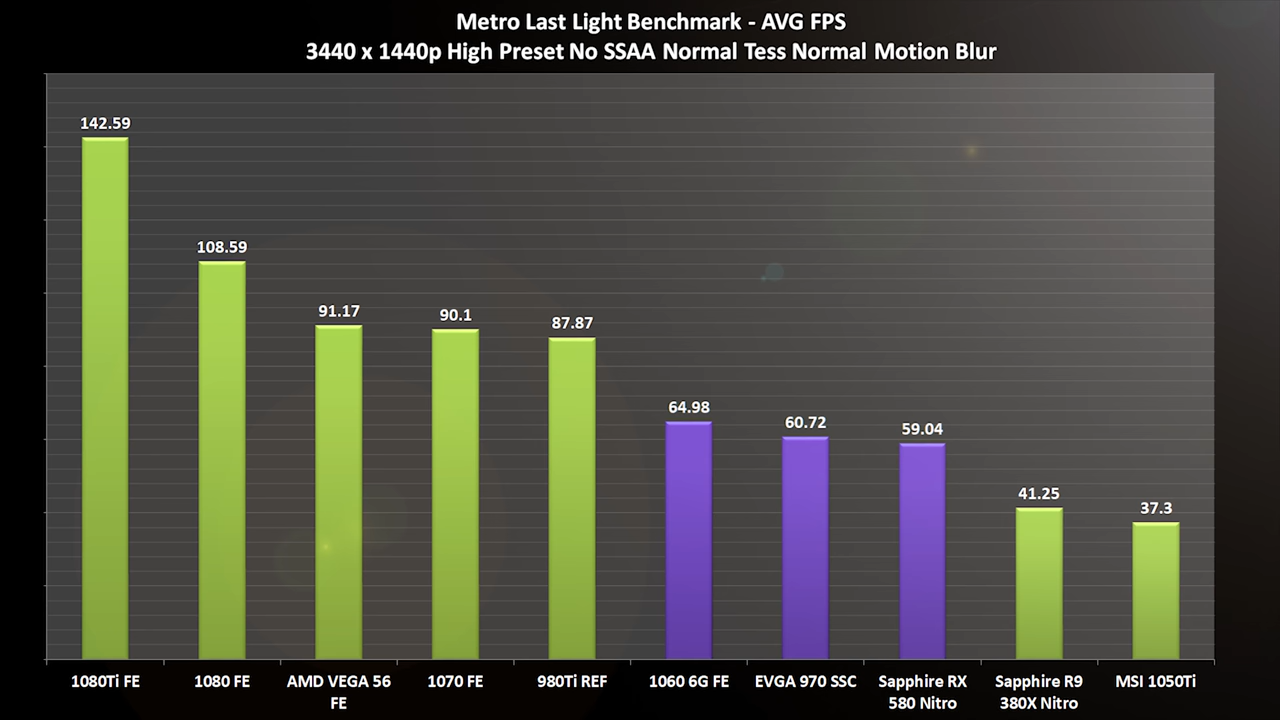 Metro Last Light Benchmark - AVG FPS
3440 x 1440p High Preset No SSAA Normal Tess Normal Motion Blur
142.59
108.59
91.17
90.1
87.87
64.98
60.72
59.04
41.25
37.3
1080Ti FE
1080 FE
AMD VEGA 56
FE
1070 FE
980Ti REF
1060 6G FE
EVGA 970 SSC
Sapphire RX
580 Nitro
Sapphire R9
380X Nitro
MSI 1050Ti